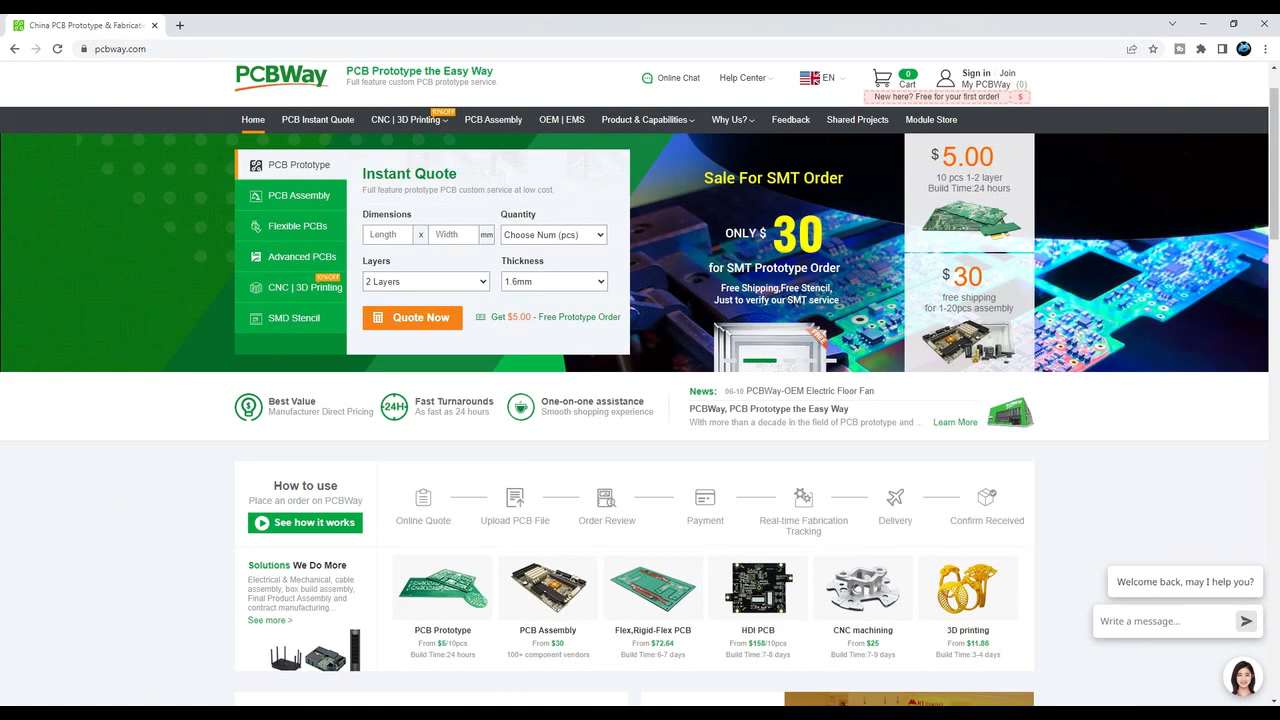 China PCB Prototype & Fabricati
pcbway.com
PCBWay
PCB Prototype the Easy Way
Full feature custom PCB prototype service.
Online Chat
Help Center
EN
0
Cart
Sign in | Join
My PCBWay (0)
New here? Free for your first order! $
Home
PCB Instant Quote
CNC | 3D Printing
10%OFF
PCB Assembly
OEM | EMS
Product & Capabilities
Why Us?
Feedback
Shared Projects
Module Store
PCB Prototype
PCB Assembly
Flexible PCBs
Advanced PCBs
10%OFF
CNC | 3D Printing
SMD Stencil
Instant Quote
Full feature prototype PCB custom service at low cost.
Dimensions
Quantity
Length x Width mm
Choose Num (pcs)
Layers
Thickness
2 Layers
1.6mm
Quote Now
Get $5.00 - Free Prototype Order
Sale For SMT Order
ONLY $ 30
for SMT Prototype Order
Free Shipping,Free Stencil,
Just to verify our SMT service
FREE
$5.00
10 pcs 1-2 layer
Build Time:24 hours
$30
free shipping
for 1-20pcs assembly
Best Value
Manufacturer Direct Pricing
24H
Fast Turnarounds
As fast as 24 hours
One-on-one assistance
Smooth shopping experience
News: 06-10 PCBWay-OEM Electric Floor Fan
PCBWay, PCB Prototype the Easy Way
With more than a decade in the field of PCB prototype and ... Learn More
How to use
Place an order on PCBWay
See how it works
Online Quote
Upload PCB File
Order Review
Payment
Real-time Fabrication
Tracking
Delivery
Confirm Received
Solutions We Do More
Electrical & Mechanical, cable
assembly, box build assembly,
Final Product Assembly and
contract manufacturing...
See more >
PCB Prototype
From $5/10pcs
Build Time:24 hours
PCB Assembly
From $30
100+ component vendors
Flex,Rigid-Flex PCB
From $72.64
Build Time:6-7 days
HDI PCB
From $158/10pcs
Build Time:7-8 days
CNC machining
From $25
Build Time:7-9 days
3D printing
From $11.86
Build Time:3-4 days
Welcome back, may I help you?
Write a message...